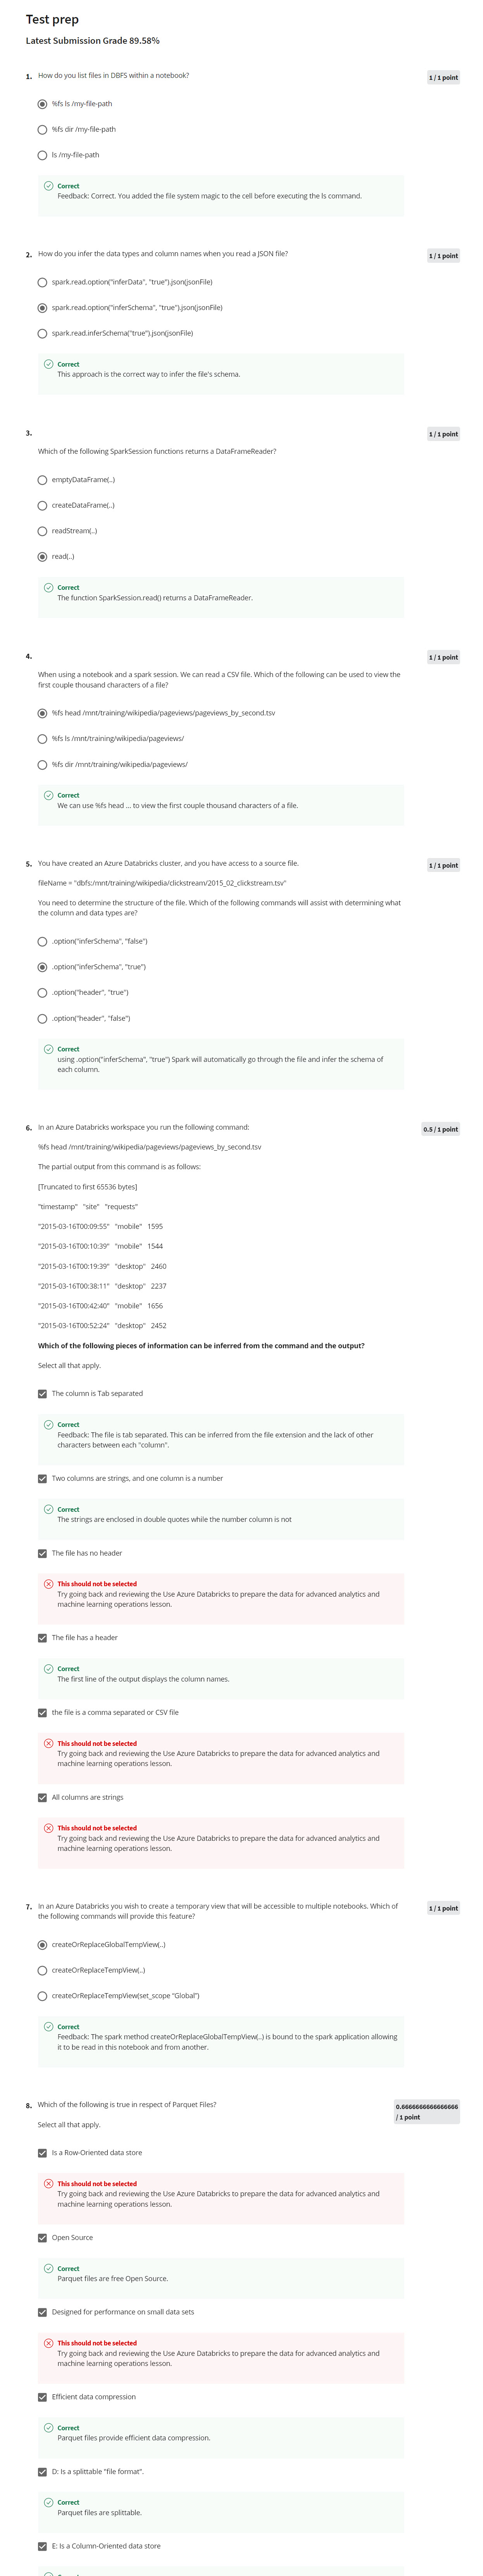 Test prep
Latest Submission Grade 89.58%
1. How do you list files in DBFS within a notebook?
1 / 1 point
%fs ls /my-file-path
%fs dir /my-file-path
ls /my-file-path
Correct
Feedback: Correct. You added the file system magic to the cell before executing the ls command.
2. How do you infer the data types and column names when you read a JSON file?
1 / 1 point
spark.read.option("inferData", "true").json(jsonFile)
spark.read.option("inferSchema", "true").json(jsonFile)
spark.read.inferSchema("true").json(jsonFile)
Correct
This approach is the correct way to infer the file's schema.
3.
1 / 1 point
Which of the following SparkSession functions returns a DataFrameReader?
emptyDataFrame(..)
createDataFrame(..)
readStream(..)
read(..)
Correct
The function SparkSession.read() returns a DataFrameReader.
4.
1 / 1 point
When using a notebook and a spark session. We can read a CSV file. Which of the following can be used to view the
first couple thousand characters of a file?
%fs head /mnt/training/wikipedia/pageviews/pageviews_by_second.tsv
%fs ls /mnt/training/wikipedia/pageviews/
%fs dir /mnt/training/wikipedia/pageviews/
Correct
We can use %fs head ... to view the first couple thousand characters of a file.
5. You have created an Azure Databricks cluster, and you have access to a source file.
1 / 1 point
fileName = "dbfs:/mnt/training/wikipedia/clickstream/2015_02_clickstream.tsv"
You need to determine the structure of the file. Which of the following commands will assist with determining what
the column and data types are?
.option("inferSchema", "false")
.option("inferSchema", "true")
.option("header", "true")
.option("header", "false")
Correct
using .option("inferSchema", "true") Spark will automatically go through the file and infer the schema of
each column.
6. In an Azure Databricks workspace you run the following command:
0.5 / 1 point
%fs head /mnt/training/wikipedia/pageviews/pageviews_by_second.tsv
The partial output from this command is as follows:
[Truncated to first 65536 bytes]
"timestamp" "site" "requests"
"2015-03-16T00:09:55" "mobile" 1595
"2015-03-16T00:10:39" "mobile" 1544
"2015-03-16T00:19:39" "desktop" 2460
"2015-03-16T00:38:11" "desktop" 2237
"2015-03-16T00:42:40" "mobile" 1656
"2015-03-16T00:52:24" "desktop" 2452
Which of the following pieces of information can be inferred from the command and the output?
Select all that apply.
The column is Tab separated
Correct
Feedback: The file is tab separated. This can be inferred from the file extension and the lack of other
characters between each "column".
Two columns are strings, and one column is a number
Correct
The strings are enclosed in double quotes while the number column is not
The file has no header
This should not be selected
Try going back and reviewing the Use Azure Databricks to prepare the data for advanced analytics and
machine learning operations lesson.
The file has a header
Correct
The first line of the output displays the column names.
the file is a comma separated or CSV file
This should not be selected
Try going back and reviewing the Use Azure Databricks to prepare the data for advanced analytics and
machine learning operations lesson.
All columns are strings
This should not be selected
Try going back and reviewing the Use Azure Databricks to prepare the data for advanced analytics and
machine learning operations lesson.
7. In an Azure Databricks you wish to create a temporary view that will be accessible to multiple notebooks. Which of
the following commands will provide this feature?
1 / 1 point
createOrReplaceGlobalTempView(..)
createOrReplaceTempView(..)
createOrReplaceTempView(set_scope "Global")
Correct
Feedback: The spark method createOrReplaceGlobalTempView(..) is bound to the spark application allowing
it to be read in this notebook and from another.
8. Which of the following is true in respect of Parquet Files?
0.6666666666666666
/ 1 point
Select all that apply.
Is a Row-Oriented data store
This should not be selected
Try going back and reviewing the Use Azure Databricks to prepare the data for advanced analytics and
machine learning operations lesson.
Open Source
Correct
Parquet files are free Open Source.
Designed for performance on small data sets
This should not be selected
Try going back and reviewing the Use Azure Databricks to prepare the data for advanced analytics and
machine learning operations lesson.
Efficient data compression
Correct
Parquet files provide efficient data compression.
D: Is a splittable "file format".
Correct
Parquet files are splittable.
E: Is a Column-Oriented data store